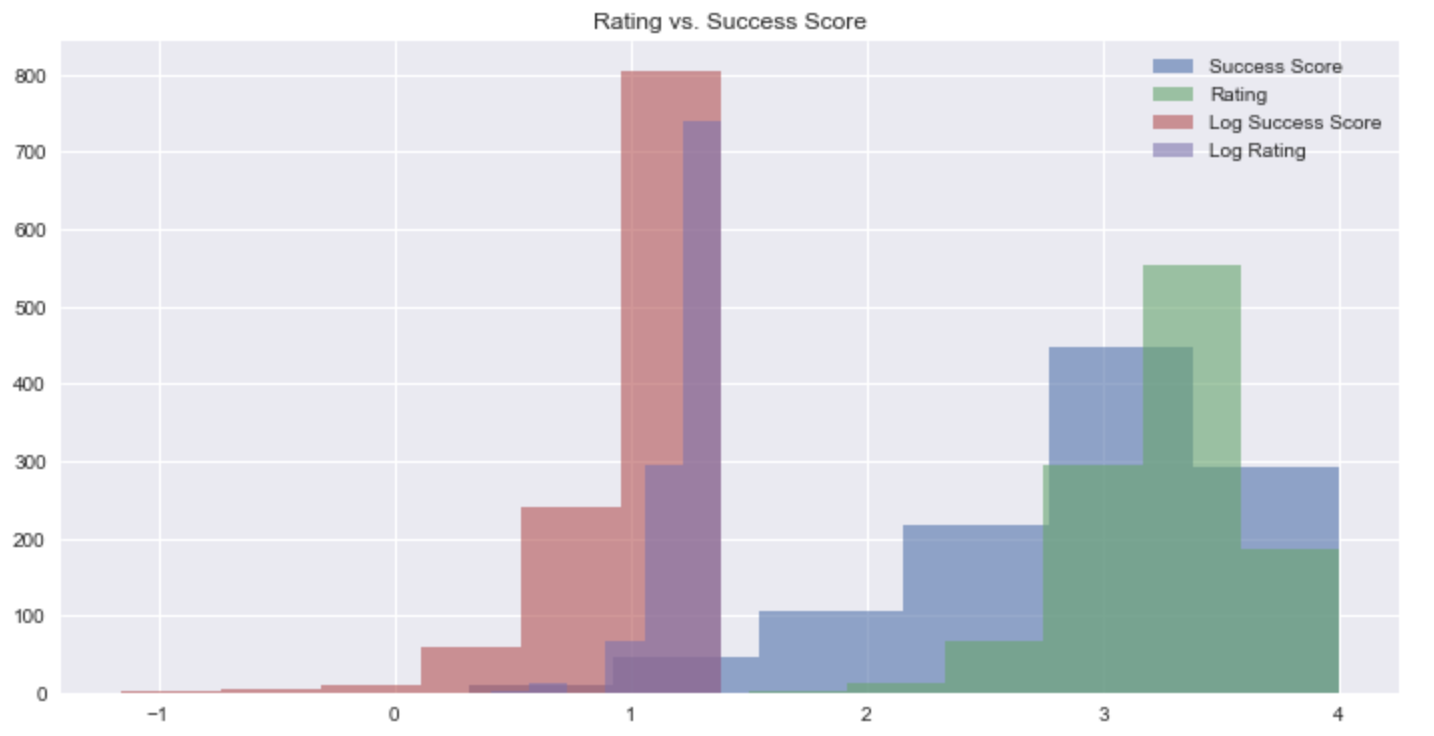 Rating vs. Success Score
Success Score
Rating
Log Success Score
Log Rating
800
700
600
500
400
300
200
100
0
−1 0 1 2 3 4